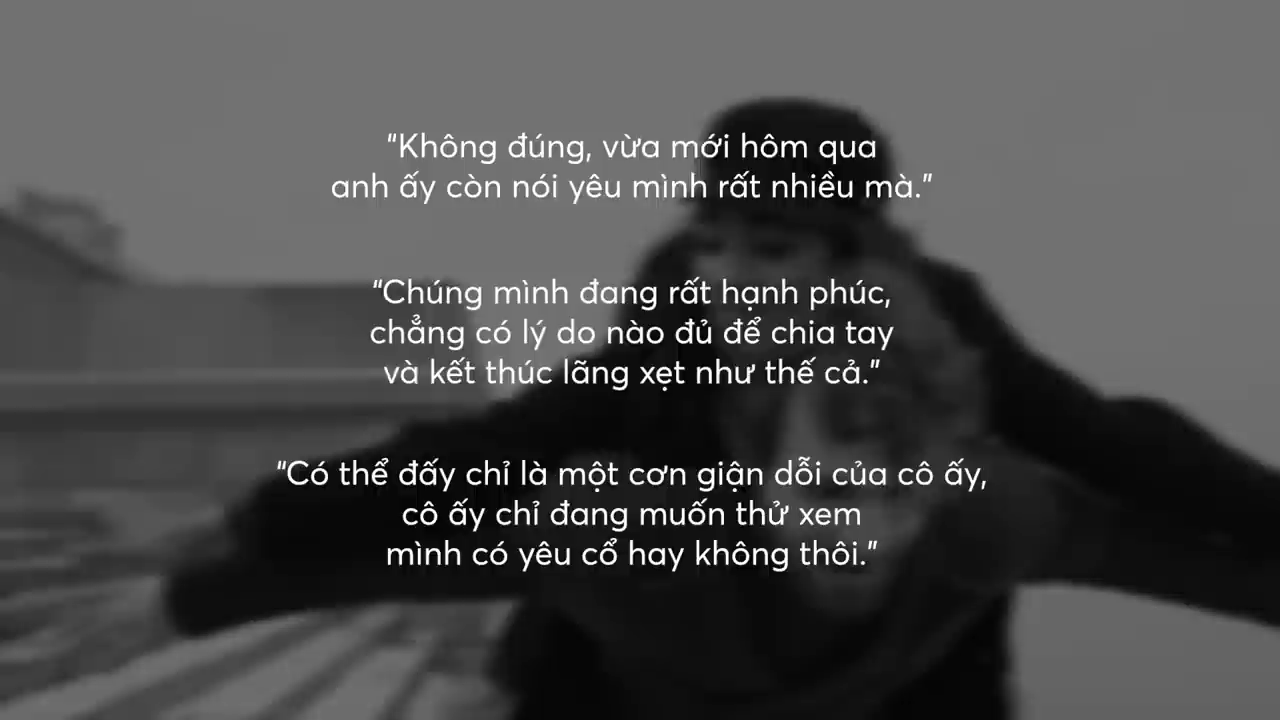 “Không đúng, vừa mới hôm qua
anh ấy còn nói yêu mình rất nhiều mà.”
“Chúng mình đang rất hạnh phúc,
chẳng có lý do nào đủ để chia tay
và kết thúc lãng xẹt như thế cả.”
“Có thể đấy chỉ là một cơn giận dỗi của cô ấy,
cô ấy chỉ đang muốn thử xem
mình có yêu cổ hay không thôi.”